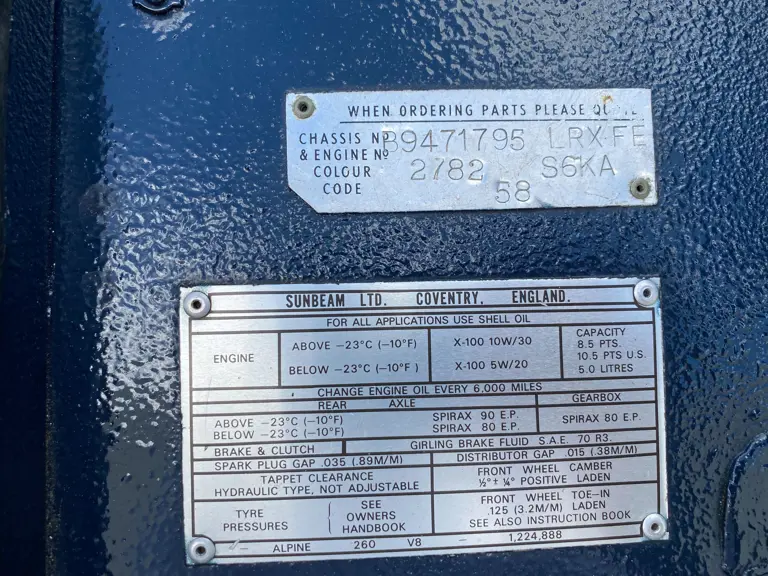 WHEN ORDERING PARTS PLEASE
CHASSIS Nº B9471795 LRX FE
& ENGINE Nº
COLOUR 2782 S6KA
CODE 58
SUNBEAM LTD. COVENTRY. ENGLAND.
FOR ALL APPLICATIONS USE SHELL OIL
ENGINE
ABOVE –23°C (–10°F) X-100 10W/30
BELOW –23°C (–10°F) X-100 5W/20
CAPACITY
8.5 PTS.
10.5 PTS U.S.
5.0 LITRES
CHANGE ENGINE OIL EVERY 6,000 MILES
REAR AXLE GEARBOX
ABOVE –23°C (–10°F) SPIRAX 90 E.P.
BELOW –23°C (–10°F) SPIRAX 80 E.P.
SPIRAX 80 E.P.
BRAKE & CLUTCH GIRLING BRAKE FLUID S.A.E. 70 R3.
SPARK PLUG GAP .035 (.89M/M) DISTRIBUTOR GAP .015 (.38M/M)
TAPPET CLEARANCE
HYDRAULIC TYPE, NOT ADJUSTABLE
FRONT WHEEL CAMBER
½°± ¼° POSITIVE LADEN
TYRE
PRESSURES
SEE
OWNERS
HANDBOOK
FRONT WHEEL TOE-IN
.125 (3.2M/M) LADEN
SEE ALSO INSTRUCTION BOOK
– ALPINE 260 V8 – 1,224,888